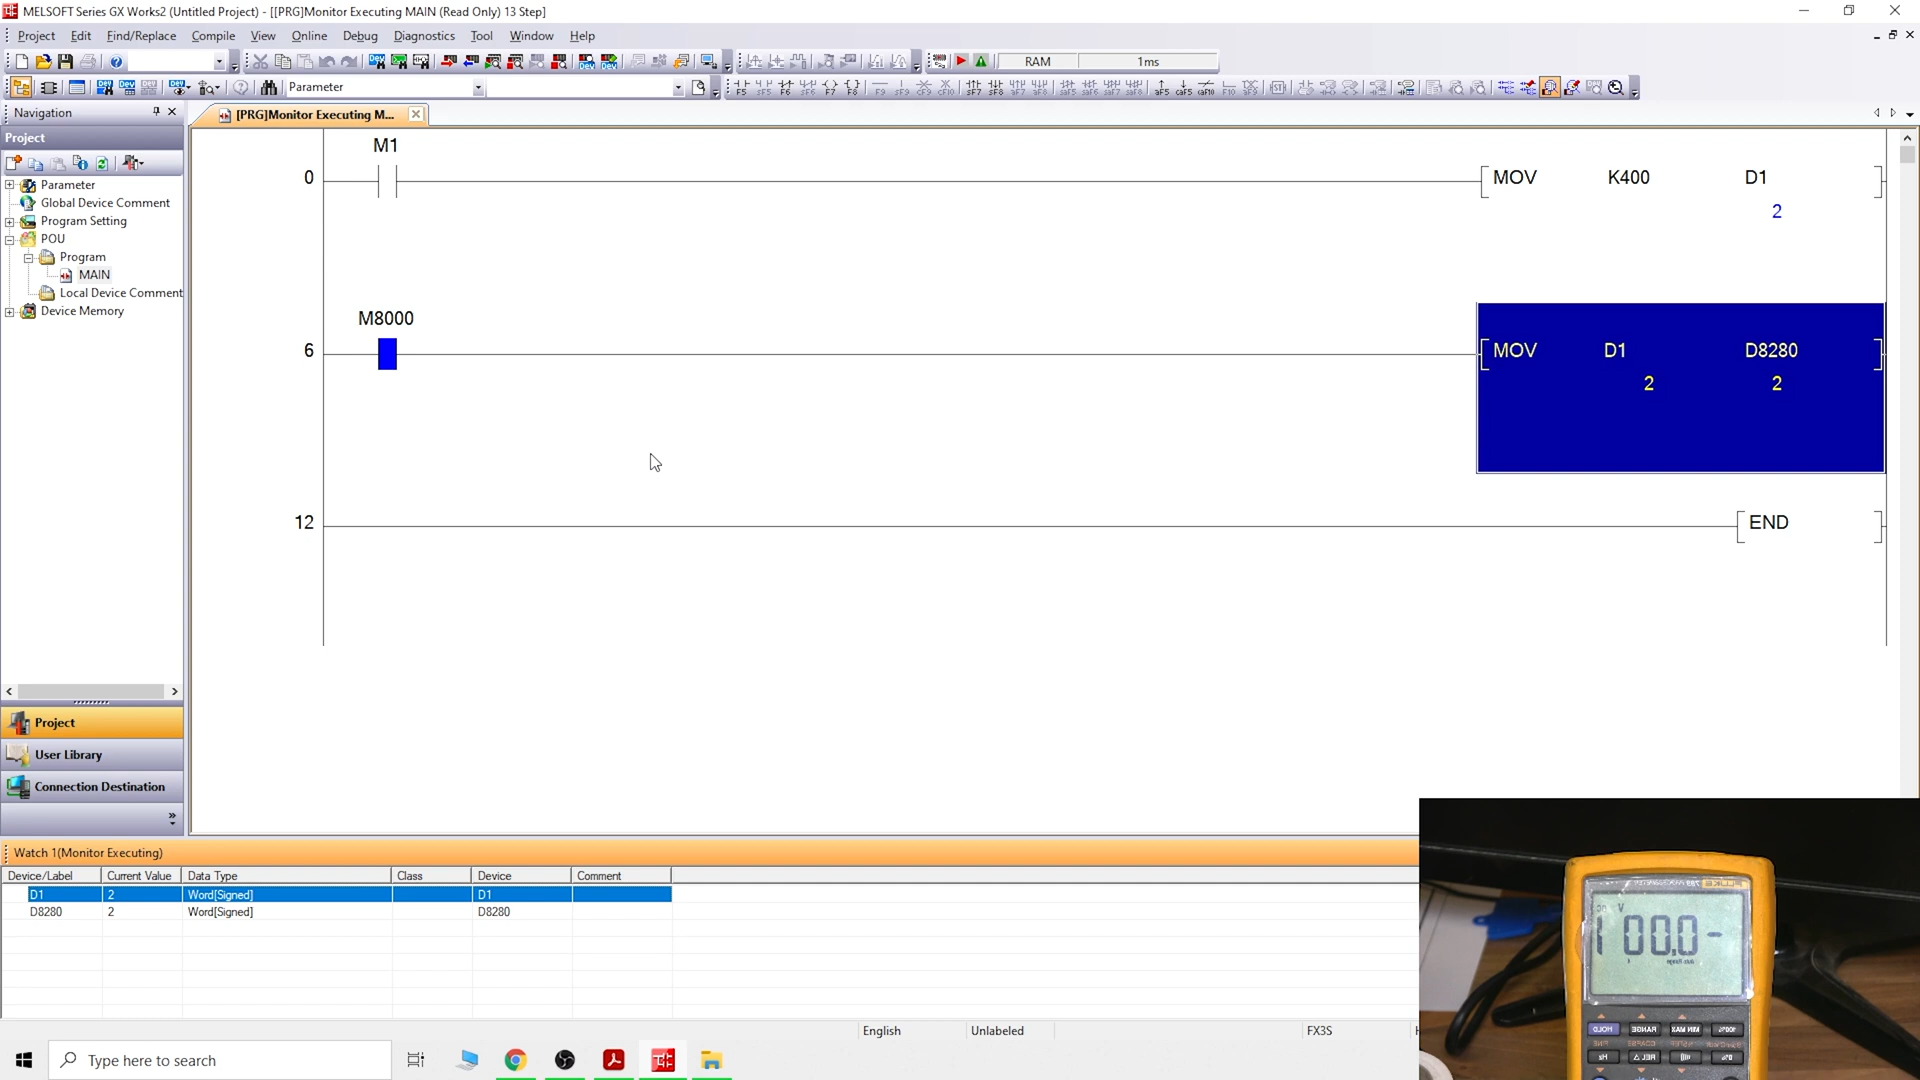 MELSOFT Series GX Works2 (Untitled Project) - [[PRG]Monitor Executing MAIN (Read Only) 13 Step]
Project Edit Find/Replace Compile View Online Debug Diagnostics Tool Window Help
RAM 1ms
Parameter
Navigation
[PRG]Monitor Executing M...
Project
Parameter
Global Device Comment
Program Setting
POU
Program
MAIN
Local Device Comment
Device Memory
M1
0 MOV K400 D1
2
M8000
6 MOV D1 D8280
2 2
12 END
Project
User Library
Connection Destination
Watch 1(Monitor Executing)
Device/Label Current Value Data Type Class Device Comment
D1 2 Word[Signed] D1
D8280 2 Word[Signed] D8280
English Unlabeled FX3S
Type here to search